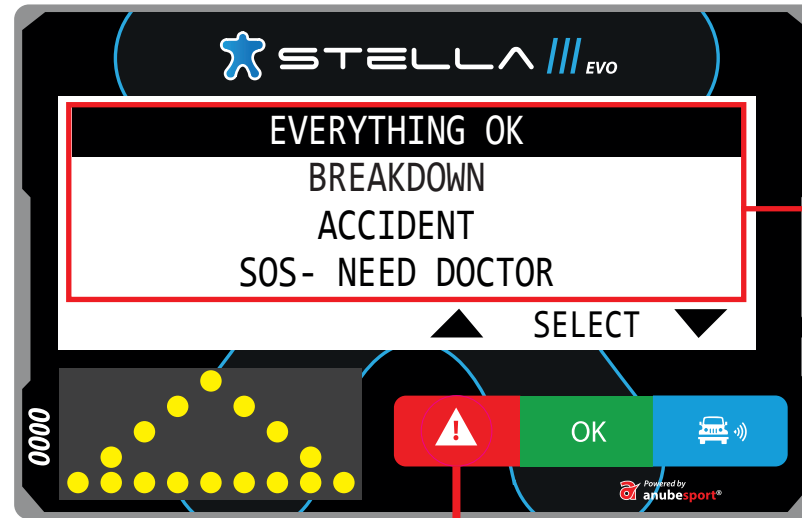 STELLA III EVO
EVERYTHING OK
BREAKDOWN
ACCIDENT
SOS- NEED DOCTOR
SELECT
0000
OK
Powered by
anubesport®